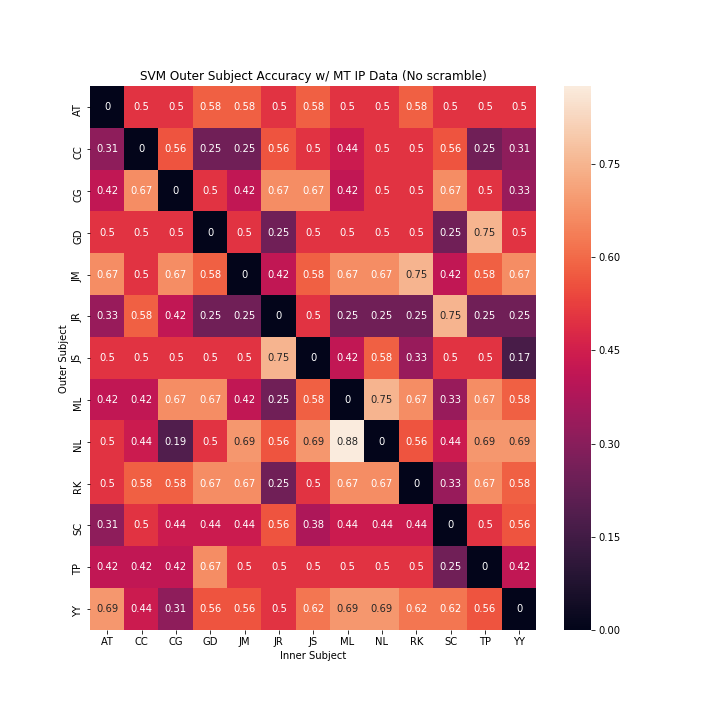 SVM Outer Subject Accuracy w/ MT IP Data (No scramble)
AT 0 0.5 0.5 0.58 0.58 0.5 0.58 0.5 0.5 0.58 0.5 0.5 0.5
CC 0.31 0 0.56 0.25 0.25 0.56 0.5 0.44 0.5 0.5 0.56 0.25 0.31
CG 0.42 0.67 0 0.5 0.42 0.67 0.67 0.42 0.5 0.5 0.67 0.5 0.33
GD 0.5 0.5 0.5 0 0.5 0.25 0.5 0.5 0.5 0.5 0.25 0.75 0.5
JM 0.67 0.5 0.67 0.58 0 0.42 0.58 0.67 0.67 0.75 0.42 0.58 0.67
JR 0.33 0.58 0.42 0.25 0.25 0 0.5 0.25 0.25 0.25 0.75 0.25 0.25
JS 0.5 0.5 0.5 0.5 0.5 0.75 0 0.42 0.58 0.33 0.5 0.5 0.17
ML 0.42 0.42 0.67 0.67 0.42 0.25 0.58 0 0.75 0.67 0.33 0.67 0.58
NL 0.5 0.44 0.19 0.5 0.69 0.56 0.69 0.88 0 0.56 0.44 0.69 0.69
RK 0.5 0.58 0.58 0.67 0.67 0.25 0.5 0.67 0.67 0 0.33 0.67 0.58
SC 0.31 0.5 0.44 0.44 0.44 0.56 0.38 0.44 0.44 0.44 0 0.5 0.56
TP 0.42 0.42 0.42 0.67 0.5 0.5 0.5 0.5 0.5 0.5 0.25 0 0.42
YY 0.69 0.44 0.31 0.56 0.56 0.5 0.62 0.69 0.69 0.62 0.62 0.56 0
AT CC CG GD JM JR JS ML NL RK SC TP YY
Inner Subject
Outer Subject
0.75
0.60
0.45
0.30
0.15
0.00